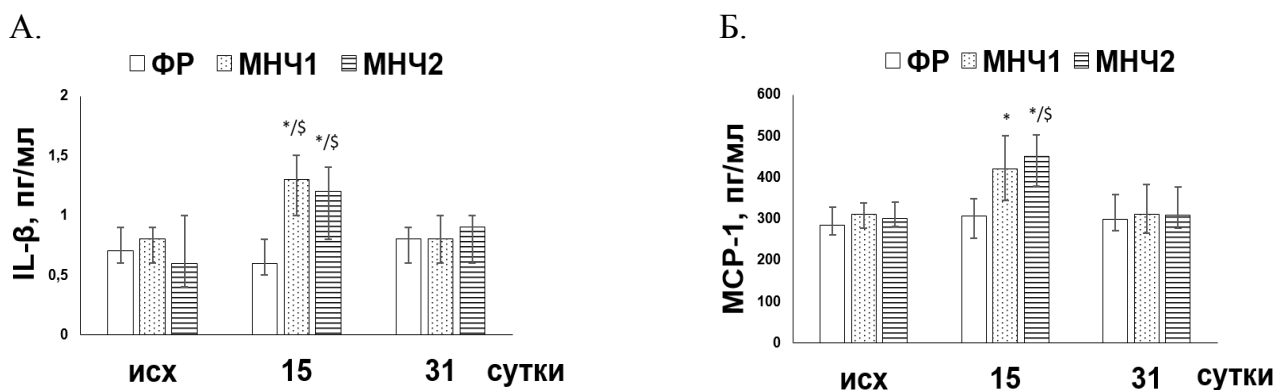 А.
ФР МНЧ1 МНЧ2
IL-β, пг/мл
2
1,5
1
0,5
0
*/$
*/$
исх 15 31 сутки
Б.
ФР МНЧ1 МНЧ2
MCP-1, пг/мл
600
500
400
300
200
100
0
*
*/$
исх 15 31 сутки